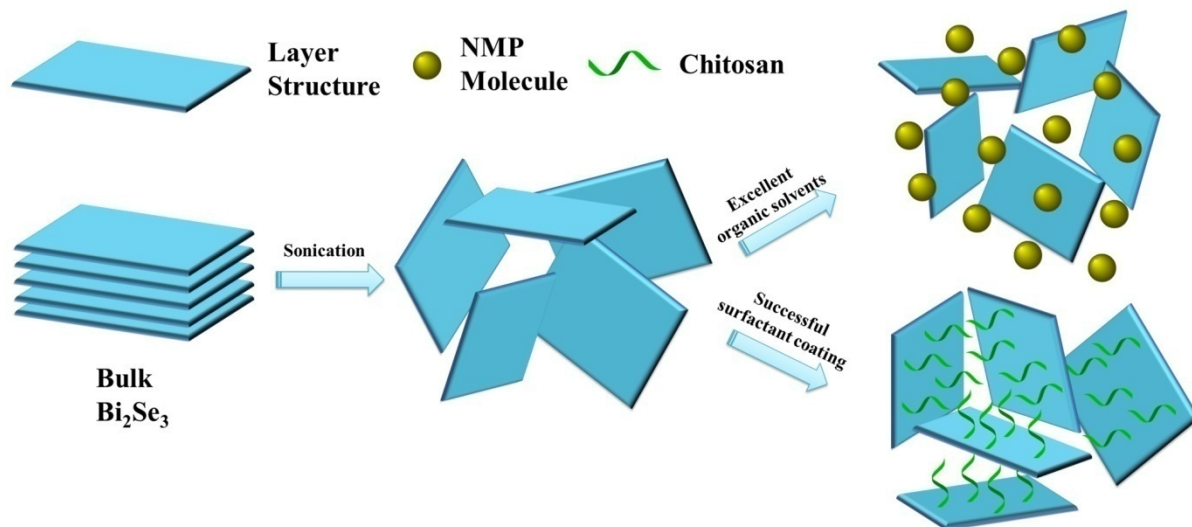 Layer
Structure
NMP
Molecule
Chitosan
Sonication
Excellent
organic solvents
Successful
surfactant coating
Bulk
Bi₂Se₃